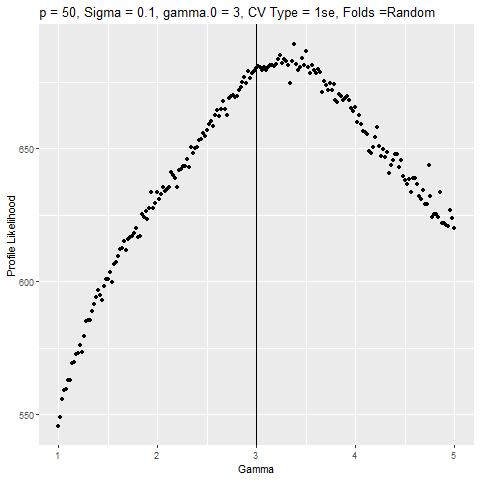 p = 50, Sigma = 0.1, gamma.0 = 3, CV Type = 1se, Folds =Random
Profile Likelihood
650
600
550
1 2 3 4 5
Gamma